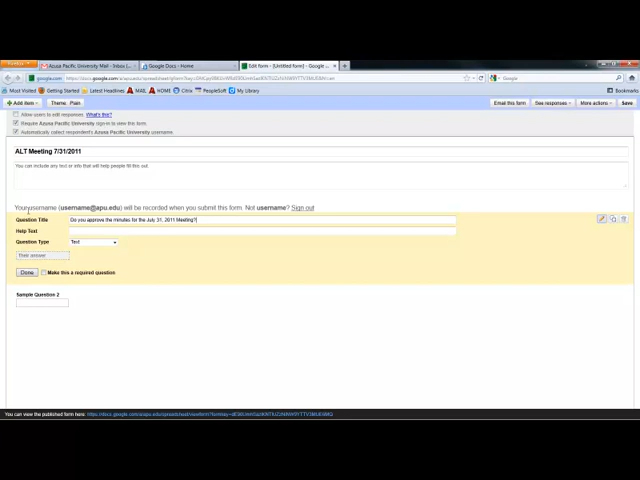 Azusa Pacific University Mail - Inbox (...
Google Docs - Home
Edit form - [Untitled form] - Google ...
google.com
Google
Most Visited
Getting Started
Latest Headlines
MAIL
HOME
Citrix
PeopleSoft
My Library
Bookmarks
Add item
Theme: Plain
Email this form
See responses
More actions
Save
Allow users to edit responses. What's this?
Require Azusa Pacific University sign-in to view this form.
Automatically collect respondent's Azusa Pacific University username.
ALT Meeting 7/31/2011
You can include any text or info that will help people fill this out.
Your username (username@apu.edu) will be recorded when you submit this form. Not username? Sign out
Question Title
Do you approve the minutes for the July 31, 2011 Meeting?
Help Text
Question Type
Text
Their answer
Done
Make this a required question
Sample Question 2
You can view the published form here: